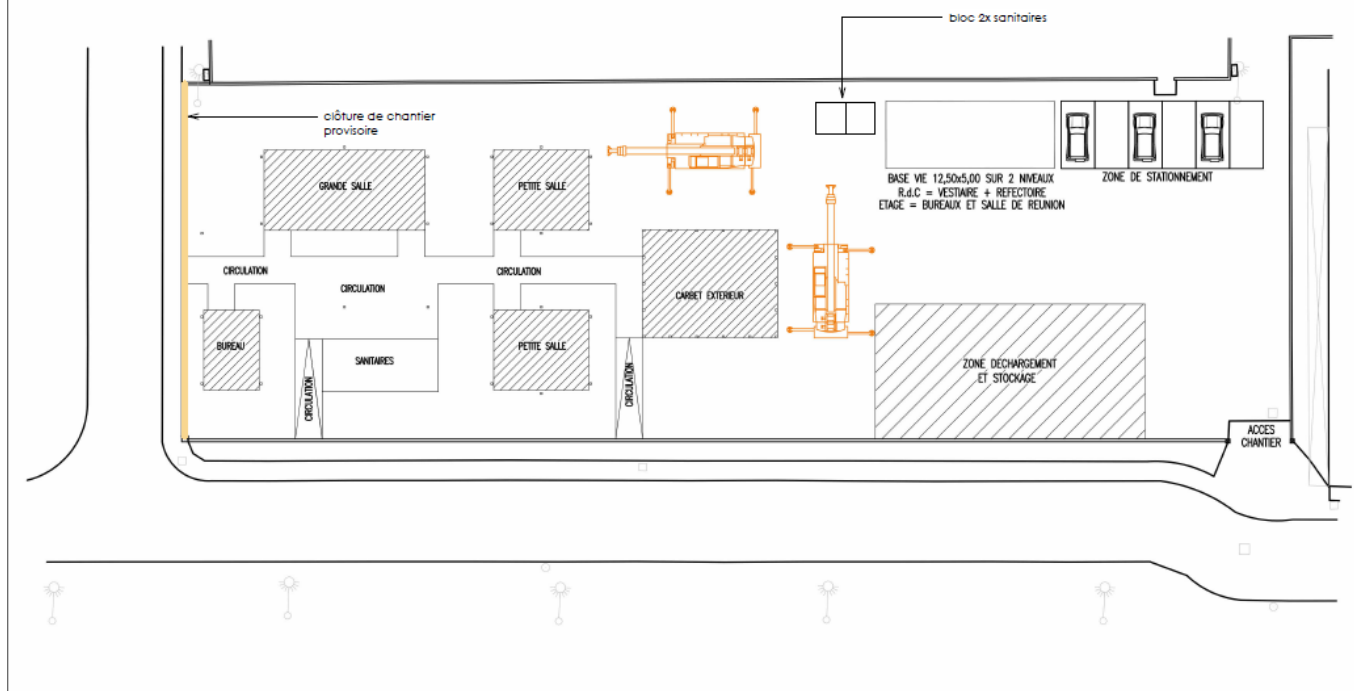 bloc 2x sanitaires
clôture de chantier
provisoire
GRANDE SALLE
PETITE SALLE
BASE VIE 12,50x5,00 SUR 2 NIVEAUX
R.d.C = VESTIAIRE + REFECTOIRE
ETAGE = BUREAUX ET SALLE DE REUNION
ZONE DE STATIONNEMENT
CIRCULATION
CIRCULATION
CIRCULATION
CARBET EXTERIEUR
BUREAU
SANITAIRES
PETITE SALLE
CIRCULATION
CIRCULATION
ZONE DECHARGEMENT
ET STOCKAGE
ACCES
CHANTIER